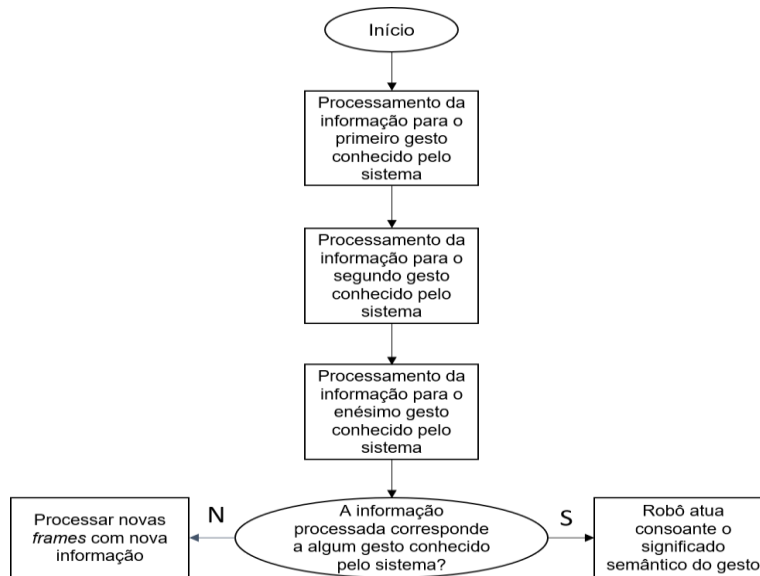 Início
Processamento da
informação para o
primeiro gesto
conhecido pelo
sistema
Processamento da
informação para o
segundo gesto
conhecido pelo
sistema
Processamento da
informação para o
enésimo gesto
conhecido pelo
sistema
Processar novas
frames com nova
informação
N
A informação
processada corresponde
a algum gesto conhecido
pelo sistema?
S
Robô atua
consoante o
significado
semântico do gesto